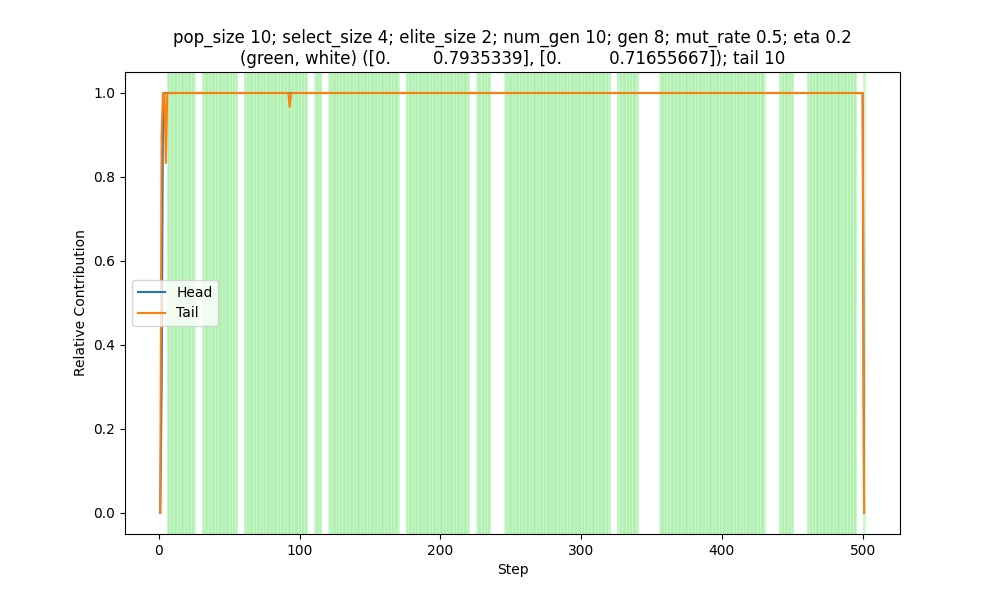 pop_size 10; select_size 4; elite_size 2; num_gen 10; gen 8; mut_rate 0.5; eta 0.2
(green, white) ([0. 0.7935339], [0. 0.71655667]); tail 10
1.0
0.8
0.6
0.4
0.2
0.0
Relative Contribution
Head
Tail
0
100
200
300
400
500
Step